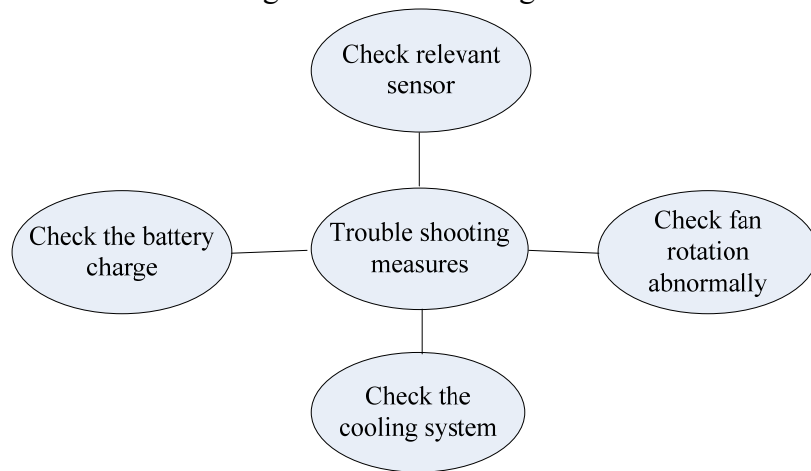 Check relevant
sensor
Check the battery
charge
Trouble shooting
measures
Check fan
rotation
abnormally
Check the
cooling system